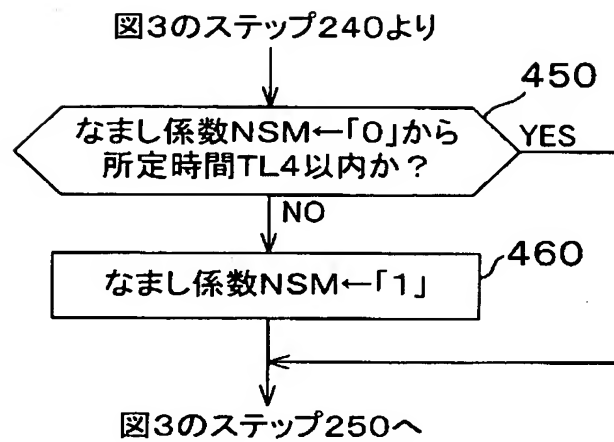 図3のステップ240より
450
なまし係数NSM←「0」から
所定時間TL4以内か?
YES
NO
460
なまし係数NSM←「1」
図3のステップ250へ